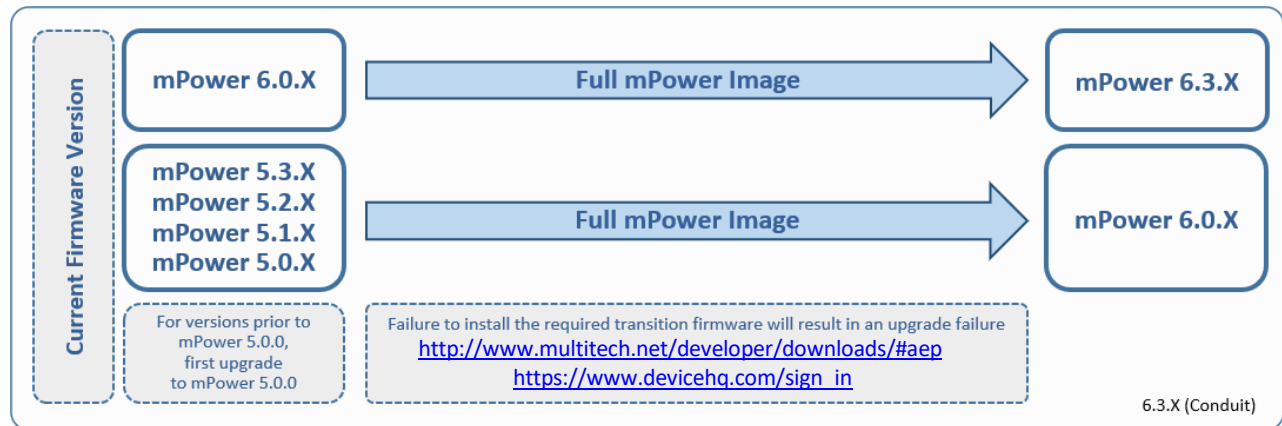 Current Firmware Version
mPower 6.0.X
Full mPower Image
mPower 6.3.X
mPower 5.3.X
mPower 5.2.X
mPower 5.1.X
mPower 5.0.X
Full mPower Image
mPower 6.0.X
For versions prior to
mPower 5.0.0,
first upgrade
to mPower 5.0.0
Failure to install the required transition firmware will result in an upgrade failure
http://www.multitech.net/developer/downloads/#aep
https://www.devicehq.com/sign_in
6.3.X (Conduit)